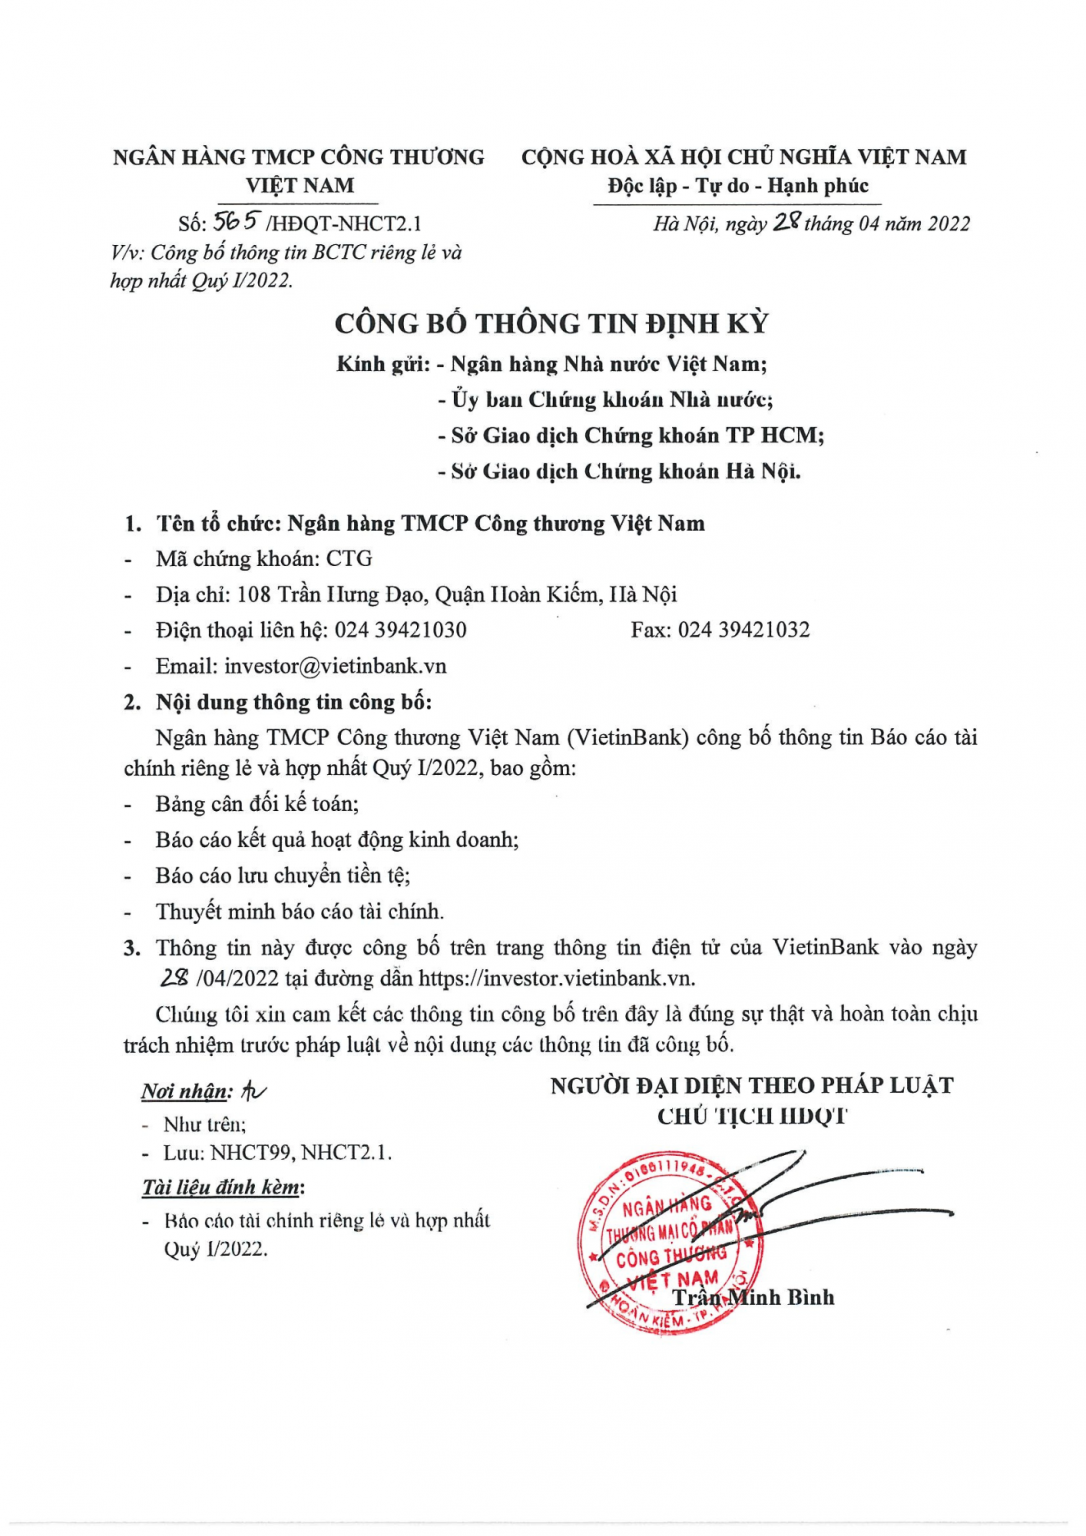 NGÂN HÀNG TMCP CÔNG THƯƠNG
VIỆT NAM
CỘNG HOÀ XÃ HỘI CHỦ NGHĨA VIỆT NAM
Độc lập - Tự do - Hạnh phúc
Số: 565 /HĐQT-NHCT2.1
Hà Nội, ngày 28 tháng 04 năm 2022
V/v: Công bố thông tin BCTC riêng lẻ và
hợp nhất Quý I/2022.
CÔNG BỐ THÔNG TIN ĐỊNH KỲ
Kính gửi: - Ngân hàng Nhà nước Việt Nam;
- Ủy ban Chứng khoán Nhà nước;
- Sở Giao dịch Chứng khoán TP HCM;
- Sở Giao dịch Chứng khoán Hà Nội.
1. Tên tổ chức: Ngân hàng TMCP Công thương Việt Nam
- Mã chứng khoán: CTG
- Địa chỉ: 108 Trần Hưng Đạo, Quận Hoàn Kiếm, Hà Nội
- Điện thoại liên hệ: 024 39421030 Fax: 024 39421032
- Email: investor@vietinbank.vn
2. Nội dung thông tin công bố:
Ngân hàng TMCP Công thương Việt Nam (VietinBank) công bố thông tin Báo cáo tài
chính riêng lẻ và hợp nhất Quý I/2022, bao gồm:
- Bảng cân đối kế toán;
- Báo cáo kết quả hoạt động kinh doanh;
- Báo cáo lưu chuyển tiền tệ;
- Thuyết minh báo cáo tài chính.
3. Thông tin này được công bố trên trang thông tin điện tử của VietinBank vào ngày
28 /04/2022 tại đường dẫn https://investor.vietinbank.vn.
Chúng tôi xin cam kết các thông tin công bố trên đây là đúng sự thật và hoàn toàn chịu
trách nhiệm trước pháp luật về nội dung các thông tin đã công bố.
Nơi nhận:
- Như trên;
- Lưu: NHCT99, NHCT2.1.
Tài liệu đính kèm:
- Báo cáo tài chính riêng lẻ và hợp nhất
Quý I/2022.
NGƯỜI ĐẠI DIỆN THEO PHÁP LUẬT
CHỦ TỊCH HĐQT
M.S.D.N: 0100111948 - C.T.C.P
NGÂN HÀNG
THƯƠNG MẠI CỔ PHẦN
CÔNG THƯƠNG
VIỆT NAM
Q. HOÀN KIẾM - TP. HÀ NỘI
Trần Minh Bình